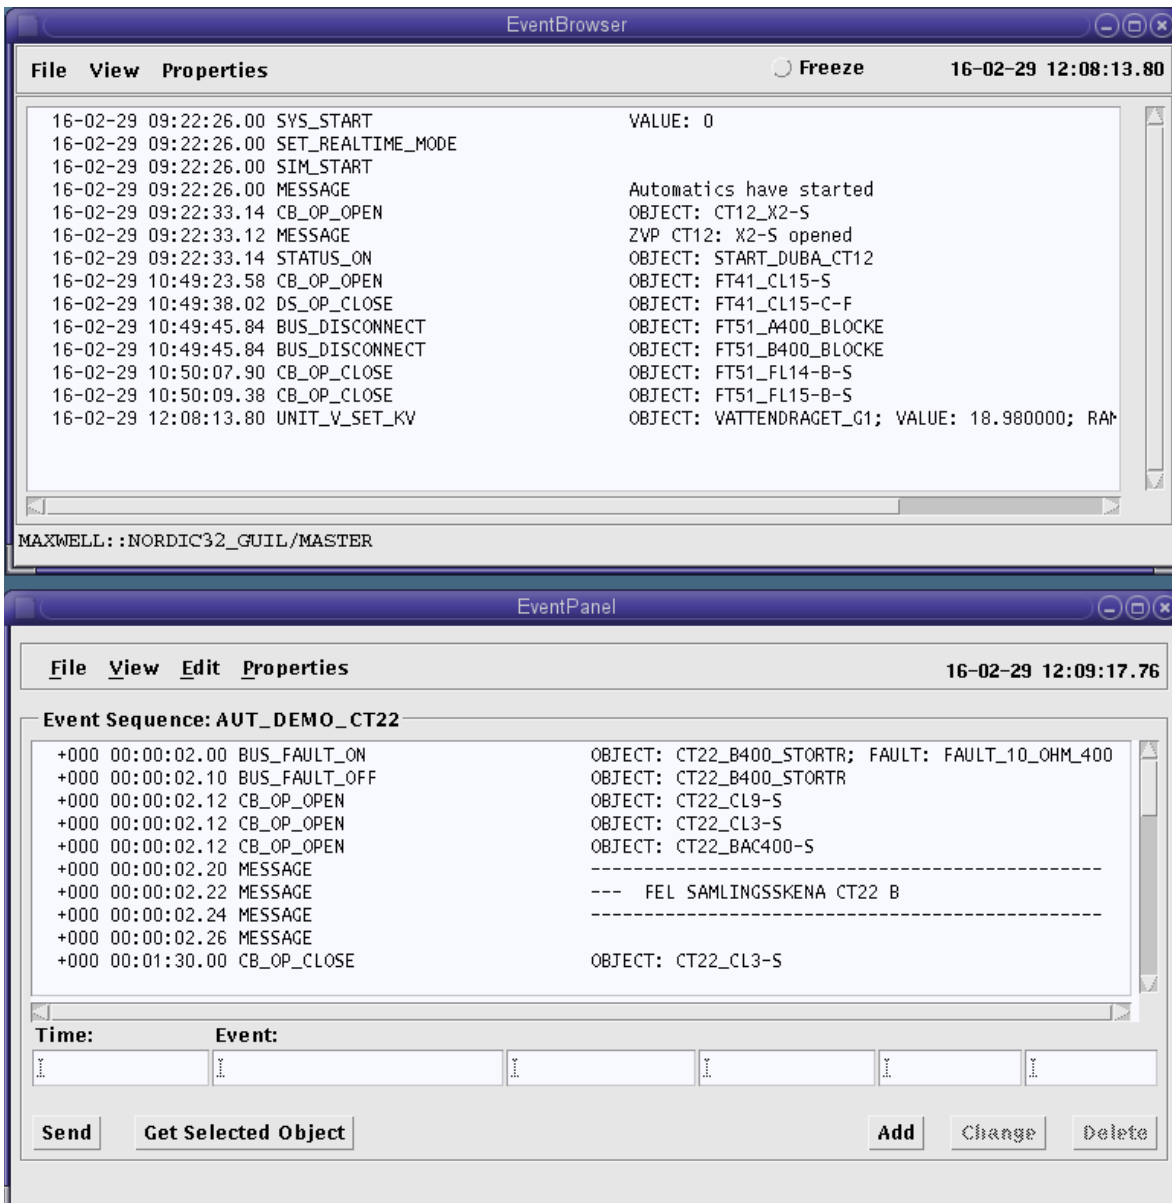 EventBrowser
File View Properties Freeze 16-02-29 12:08:13.80
16-02-29 09:22:26.00 SYS_START VALUE: 0
16-02-29 09:22:26.00 SET_REALTIME_MODE
16-02-29 09:22:26.00 SIM_START
16-02-29 09:22:26.00 MESSAGE Automatics have started
16-02-29 09:22:33.14 CB_OP_OPEN OBJECT: CT12_X2-S
16-02-29 09:22:33.12 MESSAGE ZVP CT12: X2-S opened
16-02-29 09:22:33.14 STATUS_ON OBJECT: START_DUBA_CT12
16-02-29 10:49:23.58 CB_OP_OPEN OBJECT: FT41_CL15-S
16-02-29 10:49:38.02 DS_OP_CLOSE OBJECT: FT41_CL15-C-F
16-02-29 10:49:45.84 BUS_DISCONNECT OBJECT: FT51_A400_BLOCKE
16-02-29 10:49:45.84 BUS_DISCONNECT OBJECT: FT51_B400_BLOCKE
16-02-29 10:50:07.90 CB_OP_CLOSE OBJECT: FT51_FL14-B-S
16-02-29 10:50:09.38 CB_OP_CLOSE OBJECT: FT51_FL15-B-S
16-02-29 12:08:13.80 UNIT_V_SET_KV OBJECT: VATTENDRAGET_G1; VALUE: 18.980000;
MAXWELL::NORDIC32_GUIL/MASTER
EventPanel
File View Edit Properties 16-02-29 12:09:17.76
Event Sequence: AUT_DEMO_CT22
+000 00:00:02.00 BUS_FAULT_ON OBJECT: CT22_B400_STORTR; FAULT: FAULT_10_OHM_400
+000 00:00:02.10 BUS_FAULT_OFF OBJECT: CT22_B400_STORTR
+000 00:00:02.12 CB_OP_OPEN OBJECT: CT22_CL9-S
+000 00:00:02.12 CB_OP_OPEN OBJECT: CT22_CL3-S
+000 00:00:02.12 CB_OP_OPEN OBJECT: CT22_BAC400-S
+000 00:00:02.20 MESSAGE ------------------------------------------------
+000 00:00:02.22 MESSAGE --- FEL SAMLINGSSKENA CT22 B
+000 00:00:02.24 MESSAGE ------------------------------------------------
+000 00:00:02.26 MESSAGE
+000 00:01:30.00 CB_OP_CLOSE OBJECT: CT22_CL3-S
Time: Event:
Send Get Selected Object Add Change Delete